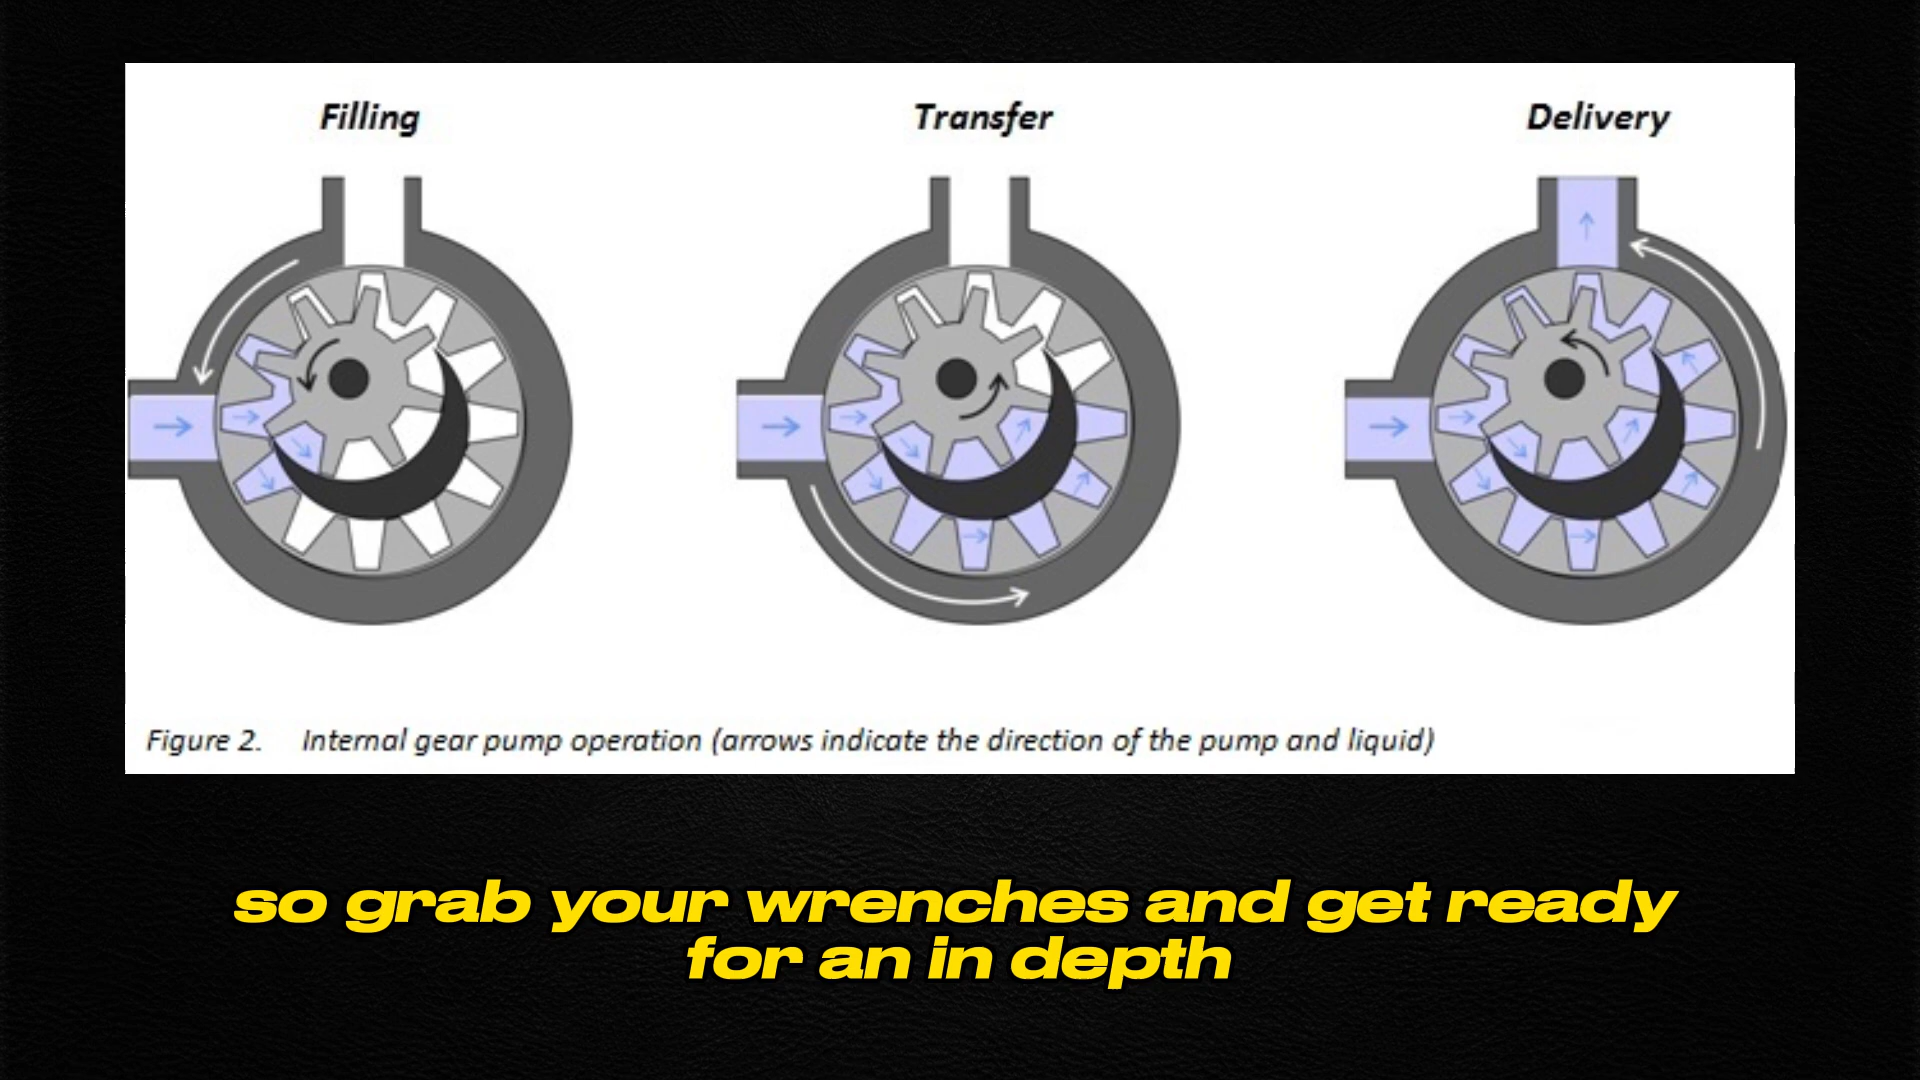 Filling
Transfer
Delivery
Figure 2. Internal gear pump operation (arrows indicate the direction of the pump and liquid)
so grab your wrenches and get ready
for an in depth